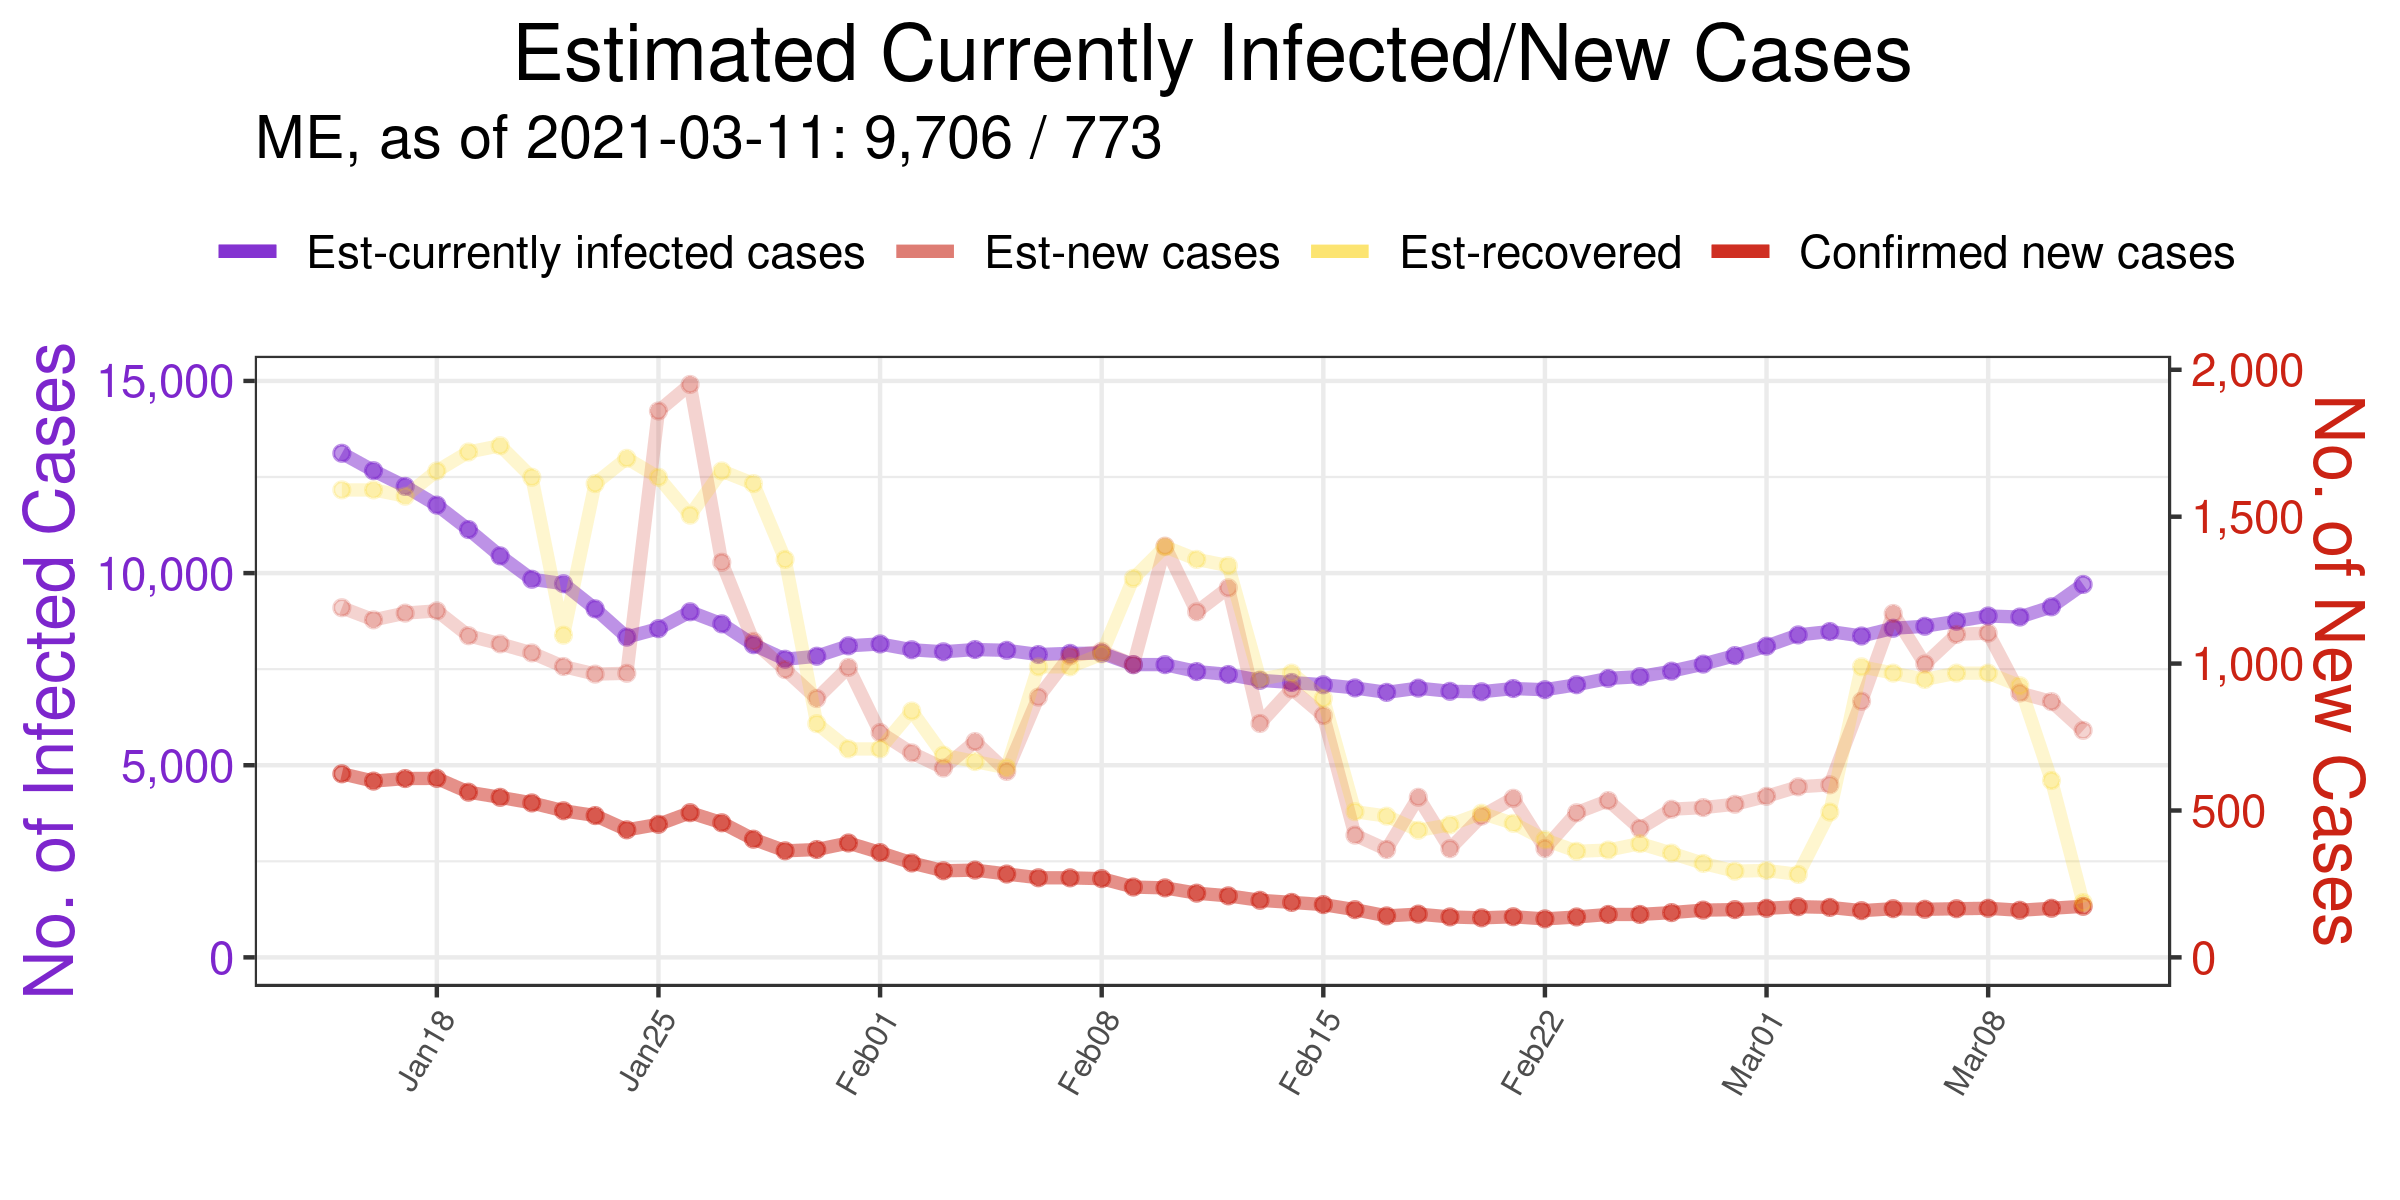 Estimated Currently Infected/New Cases
ME, as of 2021-03-11: 9,706 / 773
Est-currently infected cases Est-new cases Est-recovered Confirmed new cases
No. of Infected Cases
15,000
10,000
5,000
0
2,000
1,500
1,000
500
0
No. of New Cases
Jan18 Jan25 Feb01 Feb08 Feb15 Feb22 Mar01 Mar08